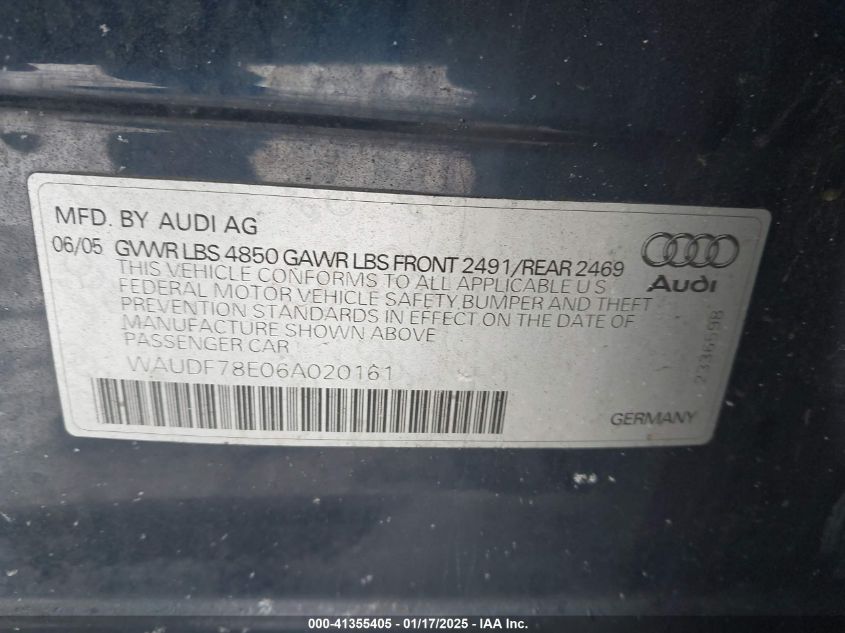 MFD. BY AUDI AG
06/05 GVWR LBS 4850 GAWR LBS FRONT 2491/REAR 2469
THIS VEHICLE CONFORMS TO ALL APPLICABLE U S
FEDERAL MOTOR VEHICLE SAFETY, BUMPER AND THEFT
PREVENTION STANDARDS IN EFFECT ON THE DATE OF
MANUFACTURE SHOWN ABOVE
PASSENGER CAR
WAUDF78E06A020161
Audi
2336598
GERMANY
000-41355405 - 01/17/2025 - IAA Inc.